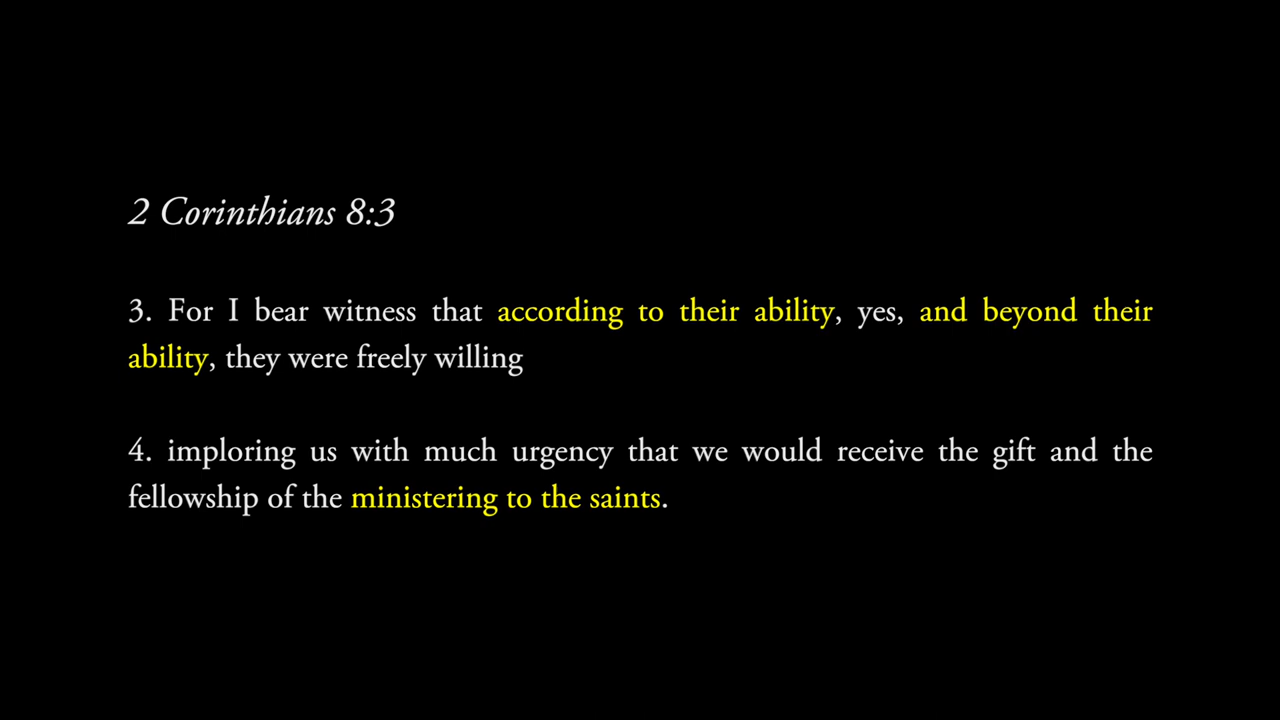 2 Corinthians 8:3
3. For I bear witness that according to their ability, yes, and beyond their
ability, they were freely willing
4. imploring us with much urgency that we would receive the gift and the
fellowship of the ministering to the saints.